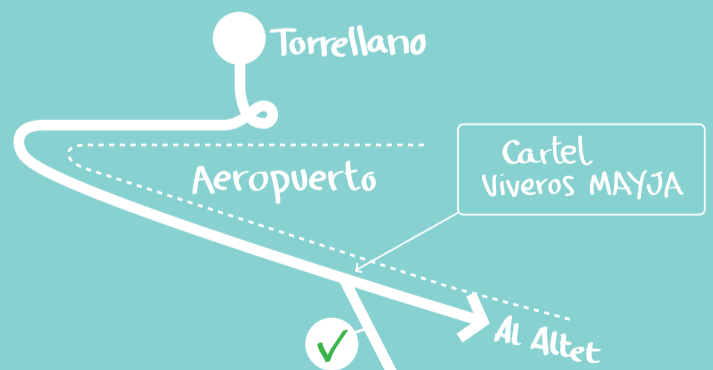 Torrellano
Aeropuerto
Cartel
Viveros MAYJA
Al Altet